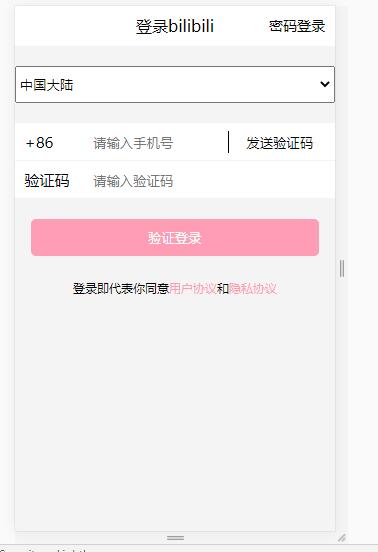 登录bilibili 密码登录
中国大陆
+86 请输入手机号 发送验证码
验证码 请输入验证码
验证登录
登录即代表你同意用户协议和隐私协议